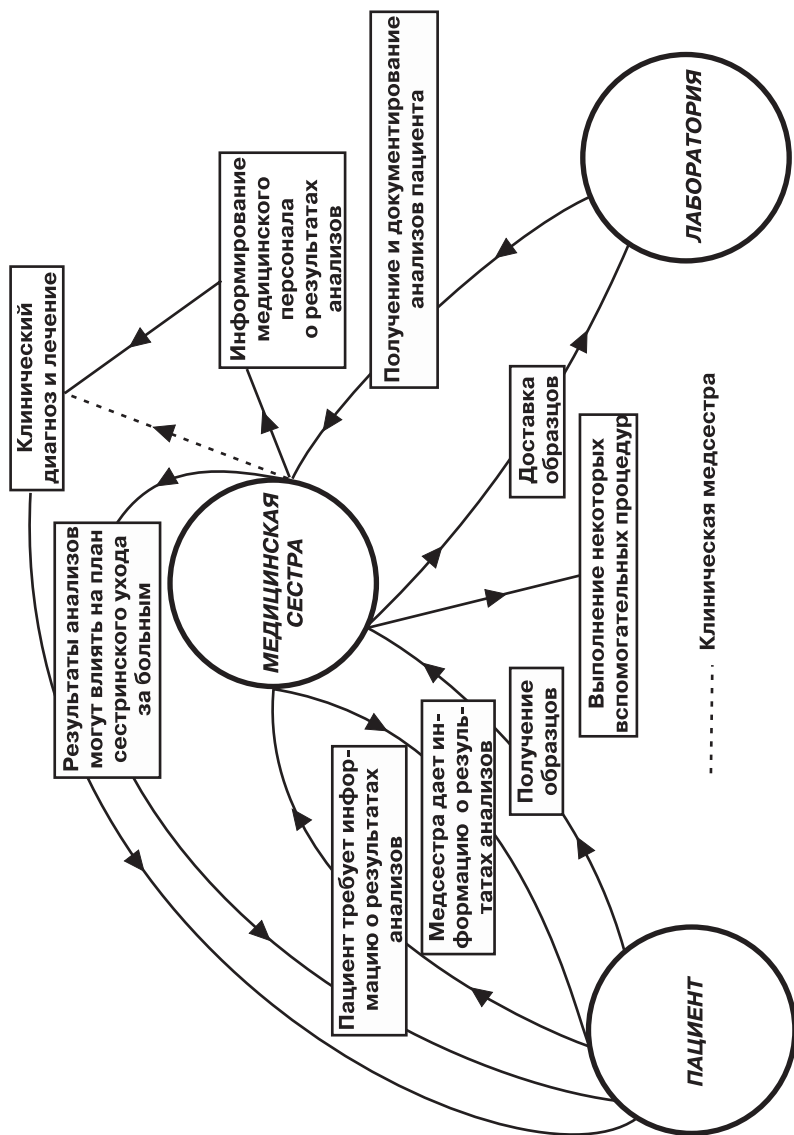 Клинический
диагноз и лечение
Результаты анализов
могут влиять на план
сестринского ухода
за больным
Информирование
медицинского
персонала
о результатах
анализов
МЕДИЦИНСКАЯ
СЕСТРА
Пациент требует инфор-
мацию о результатах
анализов
Получение и документирование
анализов пациента
Медсестра дает ин-
формацию о резуль-
татах анализов
Получение
образцов
Доставка
образцов
Выполнение некоторых
вспомогательных процедур
ПАЦИЕНТ
ЛАБОРАТОРИЯ
Клиническая медсестра